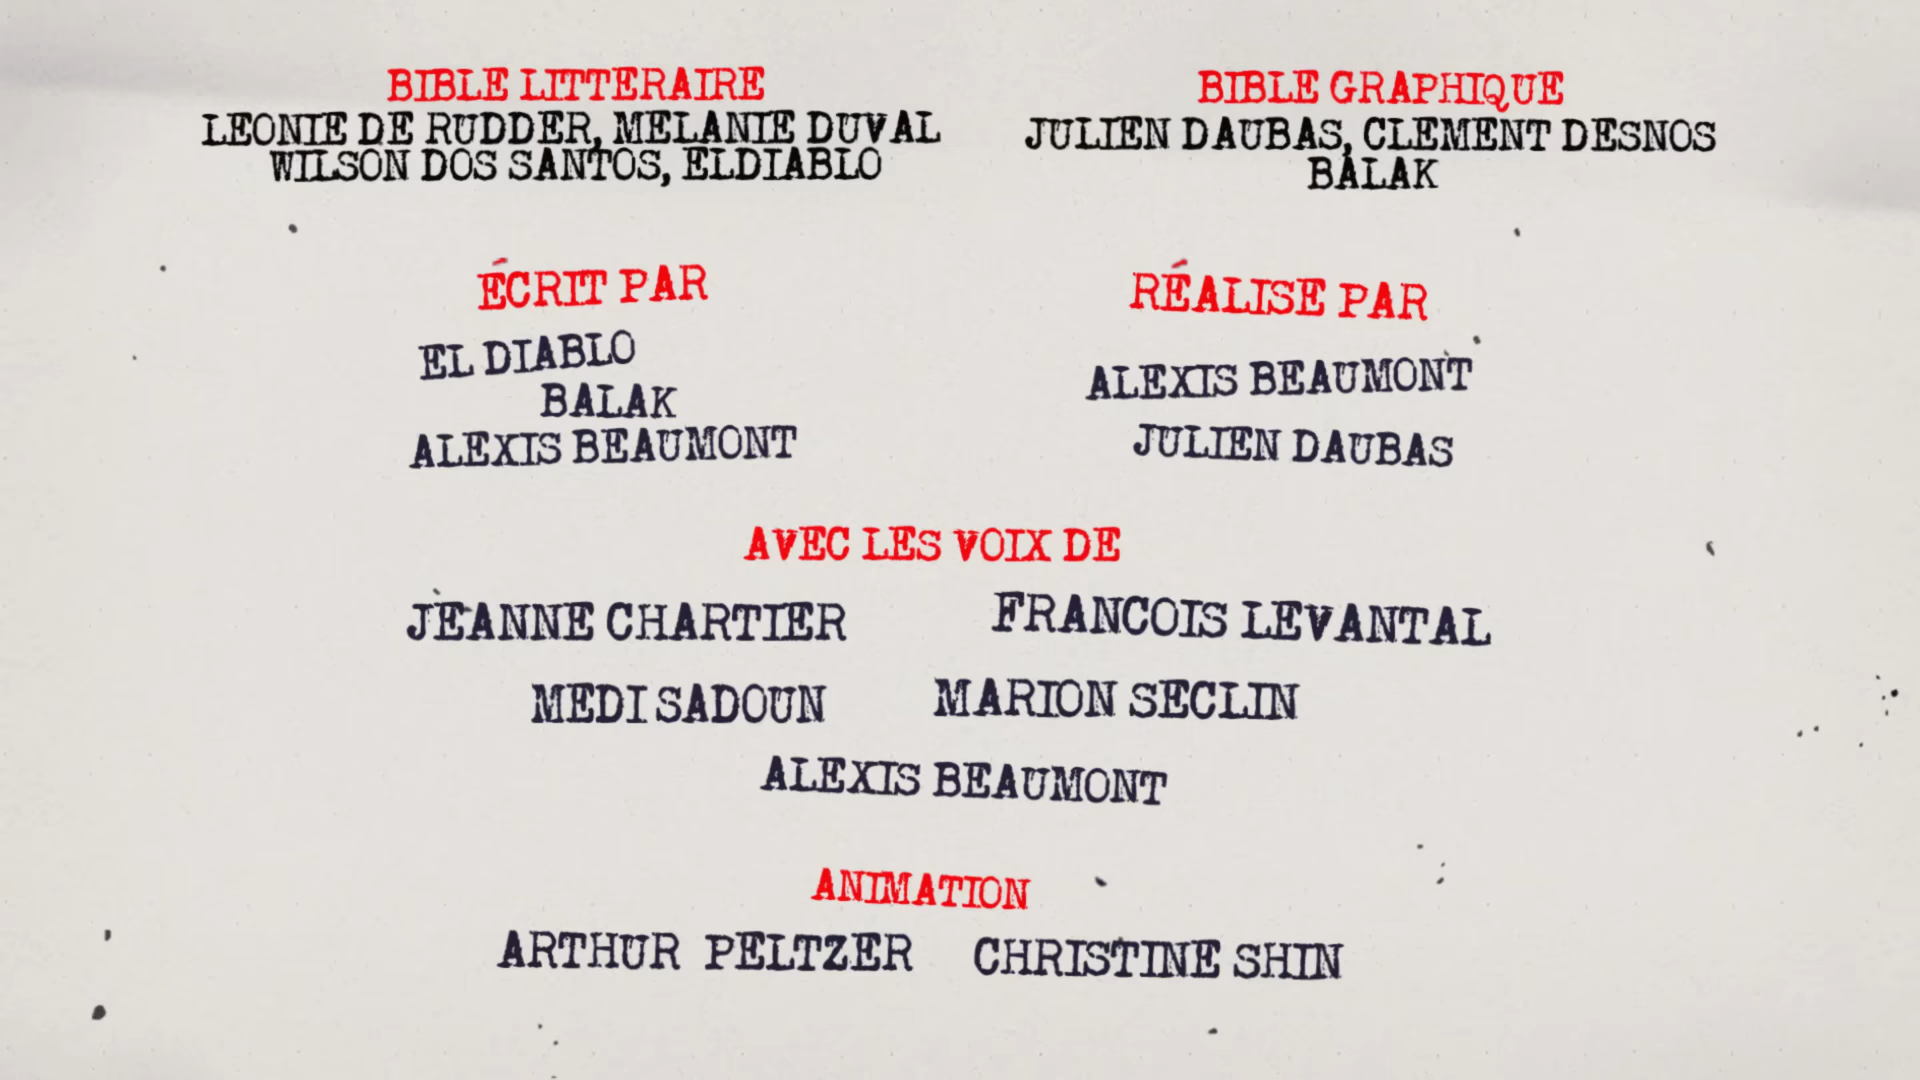 BIBLE LITTERAIRE
LEONIE DE RUDDER, MELANIE DUVAL
WILSON DOS SANTOS, ELDIABLO
BIBLE GRAPHIQUE
JULIEN DAUBAS, CLEMENT DESNOS
BALAK
ÉCRIT PAR
EL DIABLO
BALAK
ALEXIS BEAUMONT
RÉALISE PAR
ALEXIS BEAUMONT
JULIEN DAUBAS
AVEC LES VOIX DE
JEANNE CHARTIER
FRANCOIS LEVANTAL
MEDI SADOUN
MARION SECLIN
ALEXIS BEAUMONT
ANIMATION
ARTHUR PELTZER
CHRISTINE SHIN